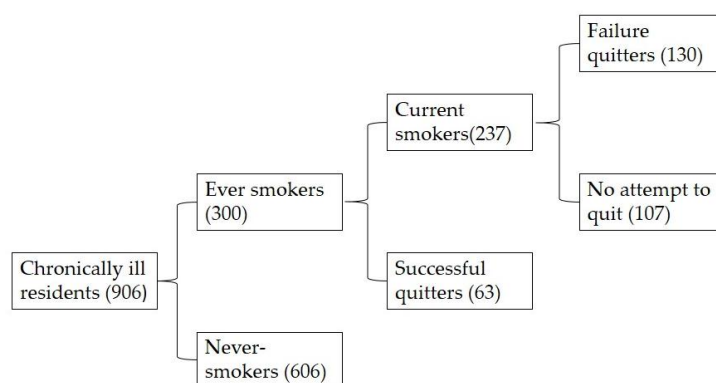 Failure
quitters (130)
Current
smokers(237)
Ever smokers
(300)
No attempt to
quit (107)
Chronically ill
residents (906)
Successful
quitters (63)
Never-
smokers (606)